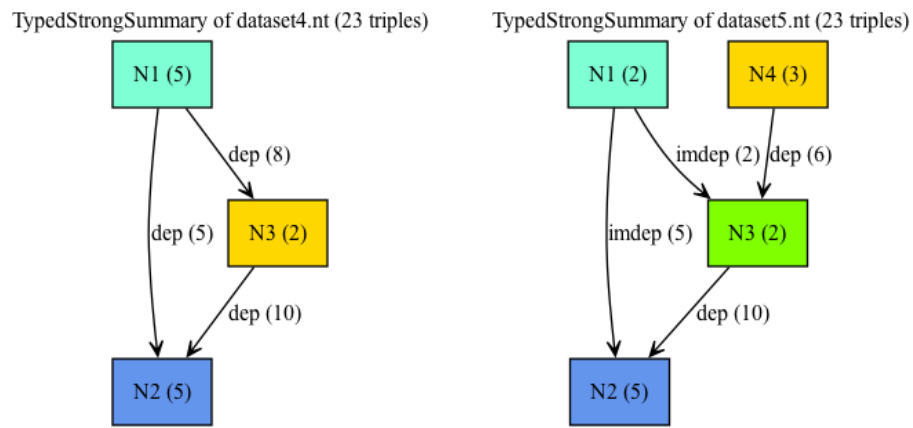 TypedStrongSummary of dataset4.nt (23 triples)
N1 (5)
dep (8)
dep (5)
N3 (2)
dep (10)
N2 (5)
TypedStrongSummary of dataset5.nt (23 triples)
N1 (2)
N4 (3)
imdep (2)
dep (6)
imdep (5)
N3 (2)
dep (10)
N2 (5)